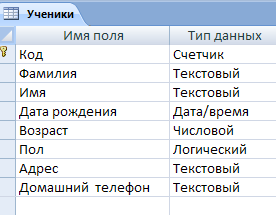 Ученики
Имя поля Тип данных
Код Счетчик
Фамилия Текстовый
Имя Текстовый
Дата рождения Дата/время
Возраст Числовой
Пол Логический
Адрес Текстовый
Домашний телефон Текстовый